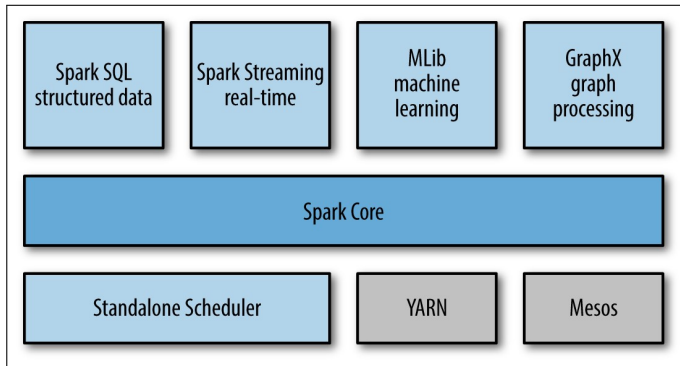 Spark SQL
structured data
Spark Streaming
real-time
MLib
machine
learning
GraphX
graph
processing
Spark Core
Standalone Scheduler
YARN
Mesos